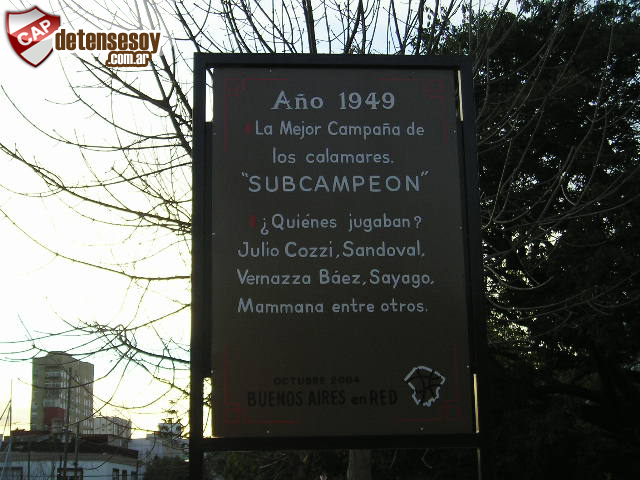 CAP
detensesoy
.com.ar
Año 1949
La Mejor Campaña de
los calamares.
"SUBCAMPEON"
¿Quiénes jugaban?
Julio Cozzi, Sandoval,
Vernazza Báez, Sayago,
Mammana entre otros.
OCTUBRE 2004
BUENOS AIRES en RED